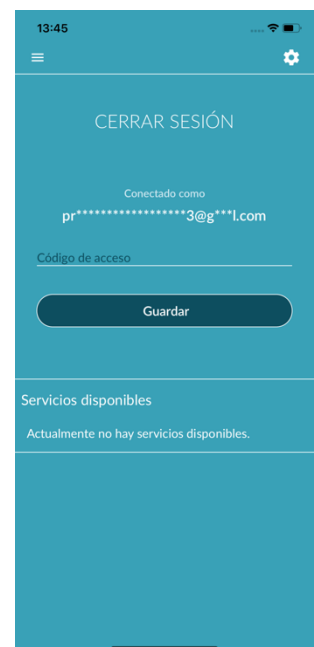 13:45
CERRAR SESIÓN
Conectado como
pr******************3@g***l.com
Código de acceso
Guardar
Servicios disponibles
Actualmente no hay servicios disponibles.